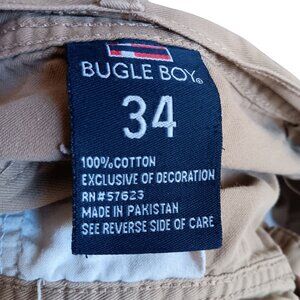 BUGLE BOY®
34
100% COTTON
EXCLUSIVE OF DECORATION
RN#57623
MADE IN PAKISTAN
SEE REVERSE SIDE OF CARE